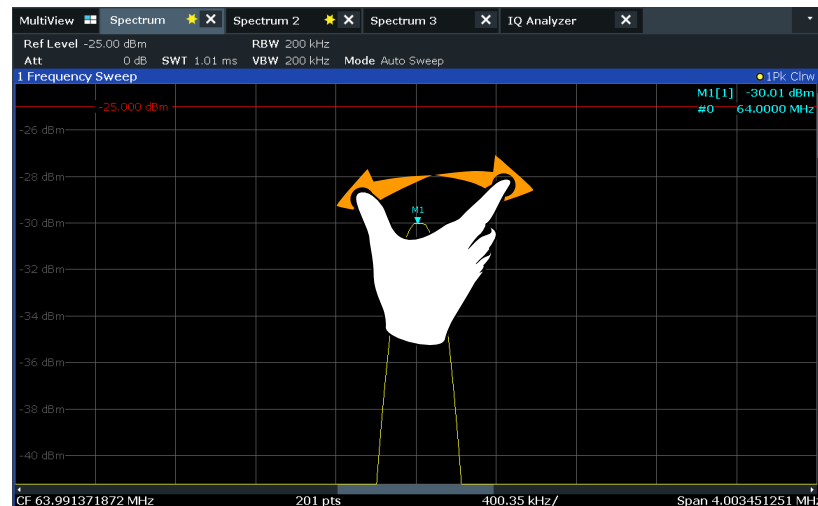 MultiView Spectrum Spectrum 2 Spectrum 3 IQ Analyzer
Ref Level -25.00 dBm RBW 200 kHz
Att 0 dB SWT 1.01 ms VBW 200 kHz Mode Auto Sweep
1 Frequency Sweep 1Pk Clrw
M1[1] -30.01 dBm
-25.000 dBm #0 64.0000 MHz
-26 dBm
-28 dBm
M1
-30 dBm
-32 dBm
-34 dBm
-36 dBm
-38 dBm
-40 dBm
CF 63.991371872 MHz 201 pts 400.35 kHz/ Span 4.003451251 MHz